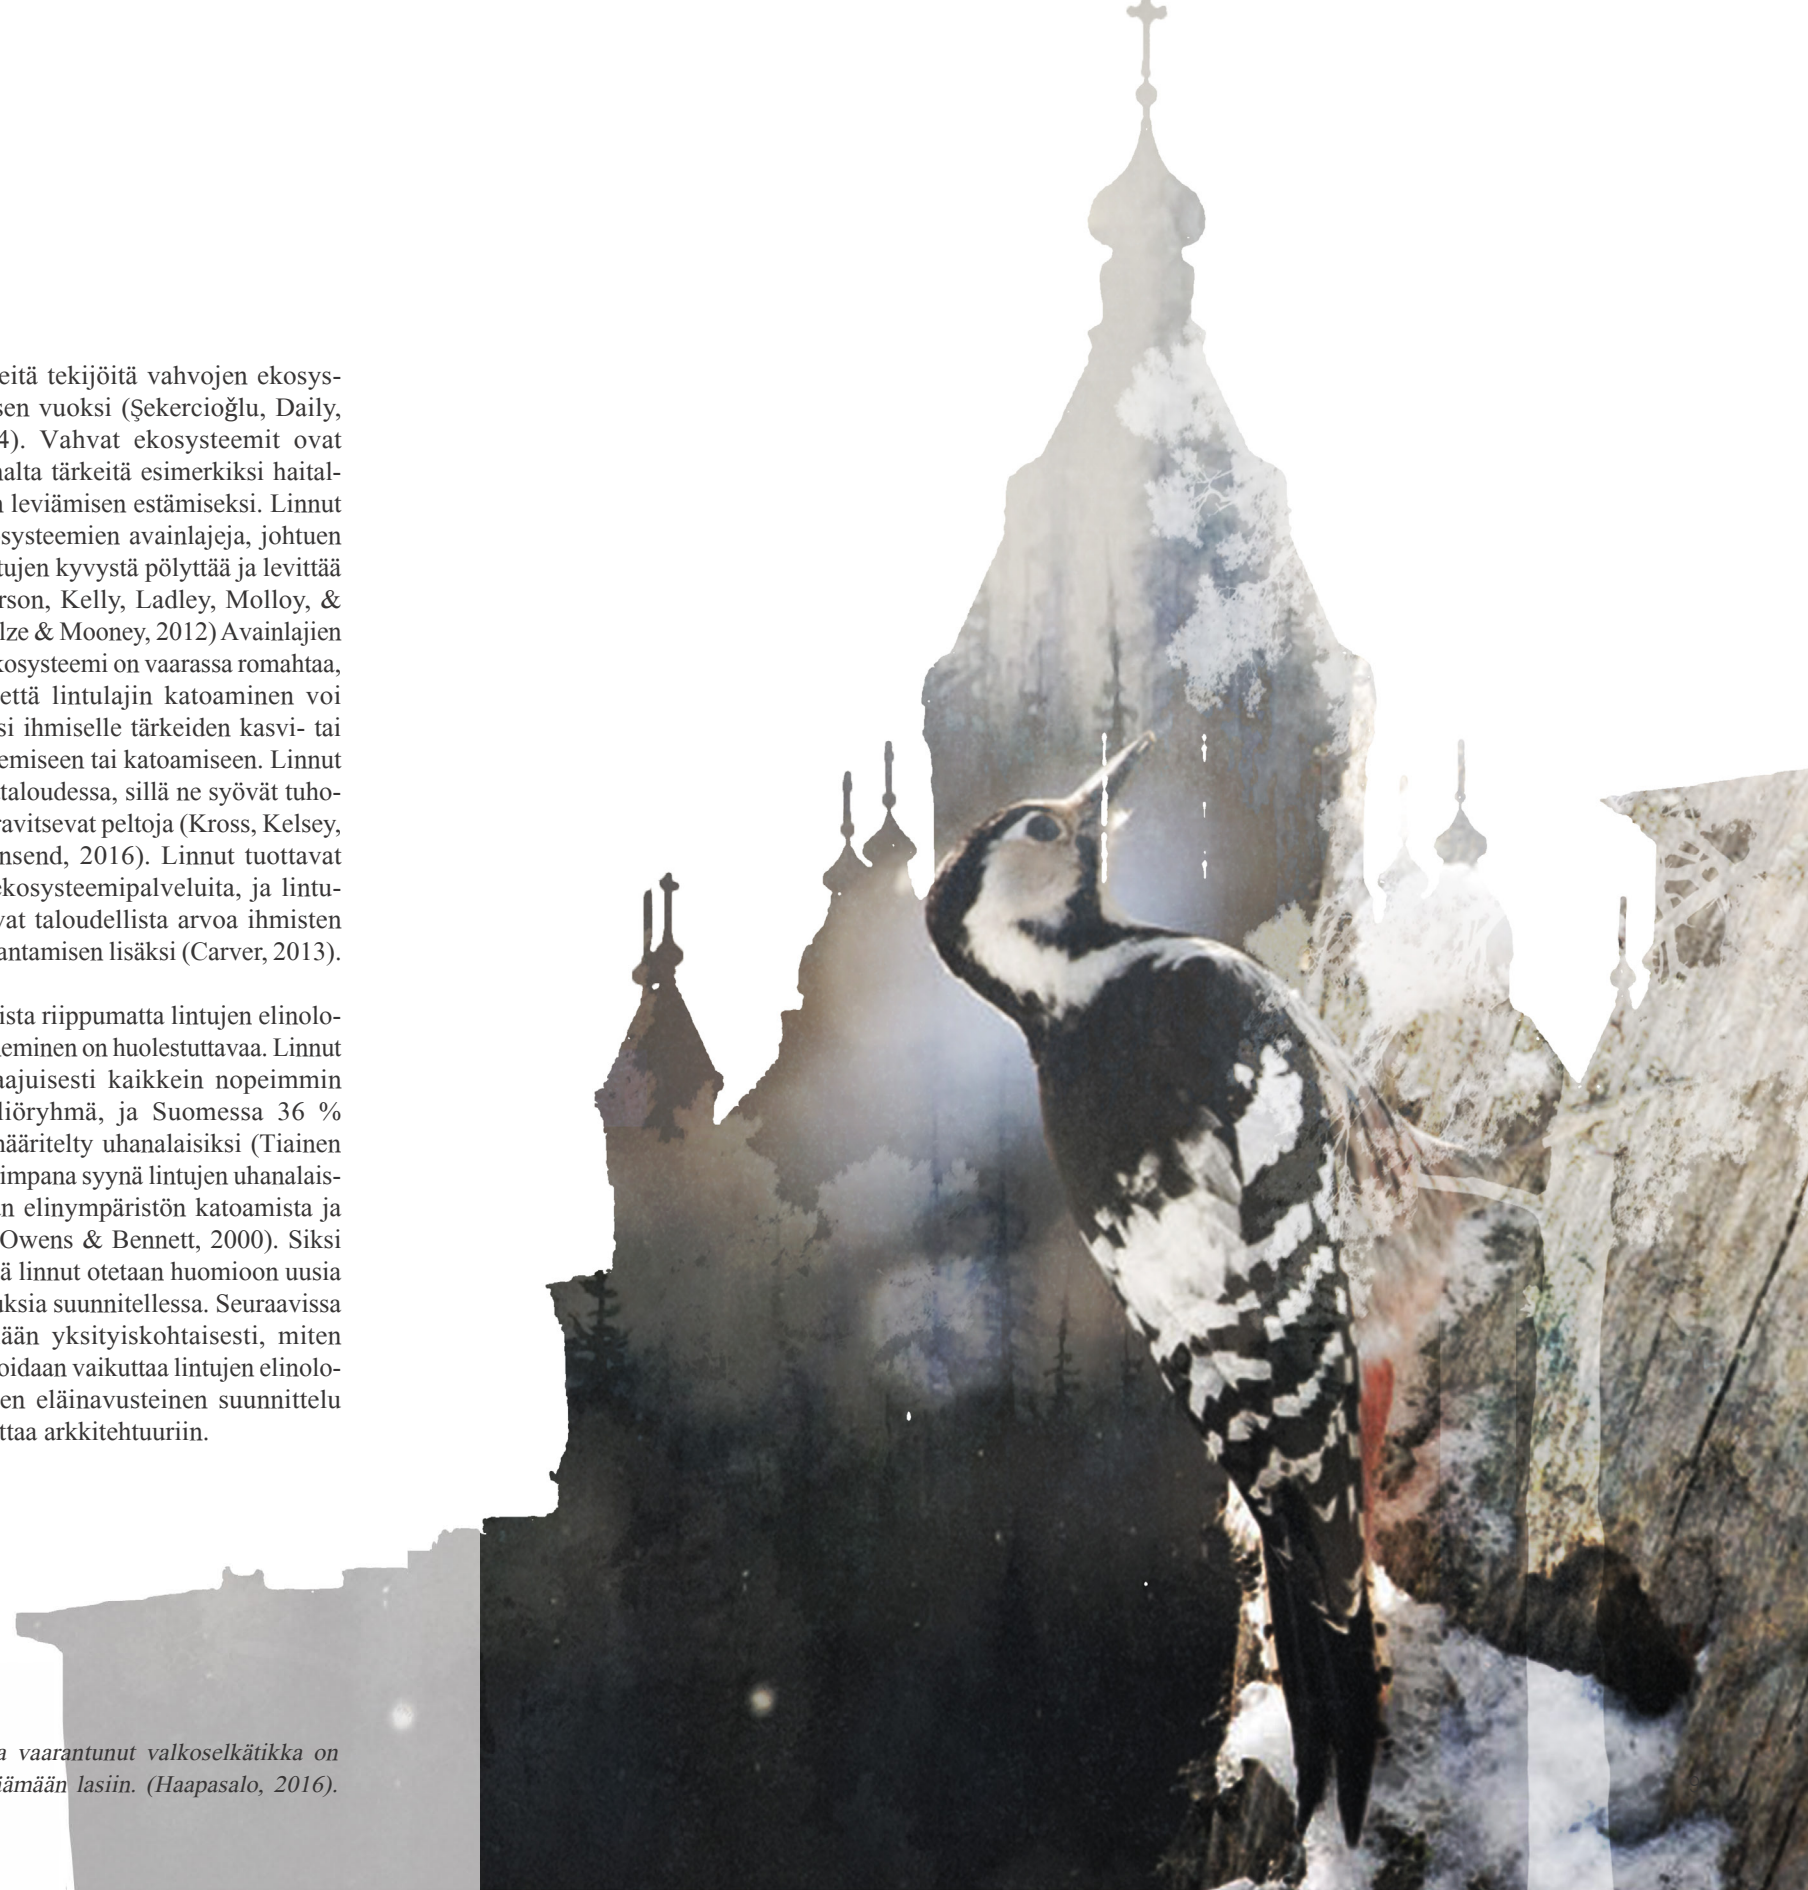 eitä tekijöitä vahvojen ekosys-
sen vuoksi (Şekercioğlu, Daily,
4). Vahvat ekosysteemit ovat
nalta tärkeitä esimerkiksi haital-
n leviämisen estämiseksi. Linnut
systeemien avainlajeja, johtuen
tujen kyvystä pölyttää ja levittää
rson, Kelly, Ladley, Molloy, &
lze & Mooney, 2012) Avainlajien
kosysteemi on vaarassa romahtaa,
että lintulajin katoaminen voi
si ihmiselle tärkeiden kasvi- tai
emiseen tai katoamiseen. Linnut
taloudessa, sillä ne syövät tuho-
ravitsevat peltoja (Kross, Kelsey,
nsend, 2016). Linnut tuottavat
ekosysteemipalveluita, ja lintu-
vat taloudellista arvoa ihmisten
antamisen lisäksi (Carver, 2013).
ista riippumatta lintujen elinolo-
eminen on huolestuttavaa. Linnut
aajuisesti kaikkein nopeimmin
liöryhmä, ja Suomessa 36 %
määritelty uhanalaisiksi (Tiainen
impana syynä lintujen uhanalais-
n elinympäristön katoamista ja
Owens & Bennett, 2000). Siksi
ä linnut otetaan huomioon uusia
uksia suunnitellessa. Seuraavissa
ään yksityiskohtaisesti, miten
oidaan vaikuttaa lintujen elinolo-
en eläinavusteinen suunnittelu
ttaa arkkitehtuuriin.
a vaarantunut valkoselkätikka on
äämään lasiin. (Haapasalo, 2016).